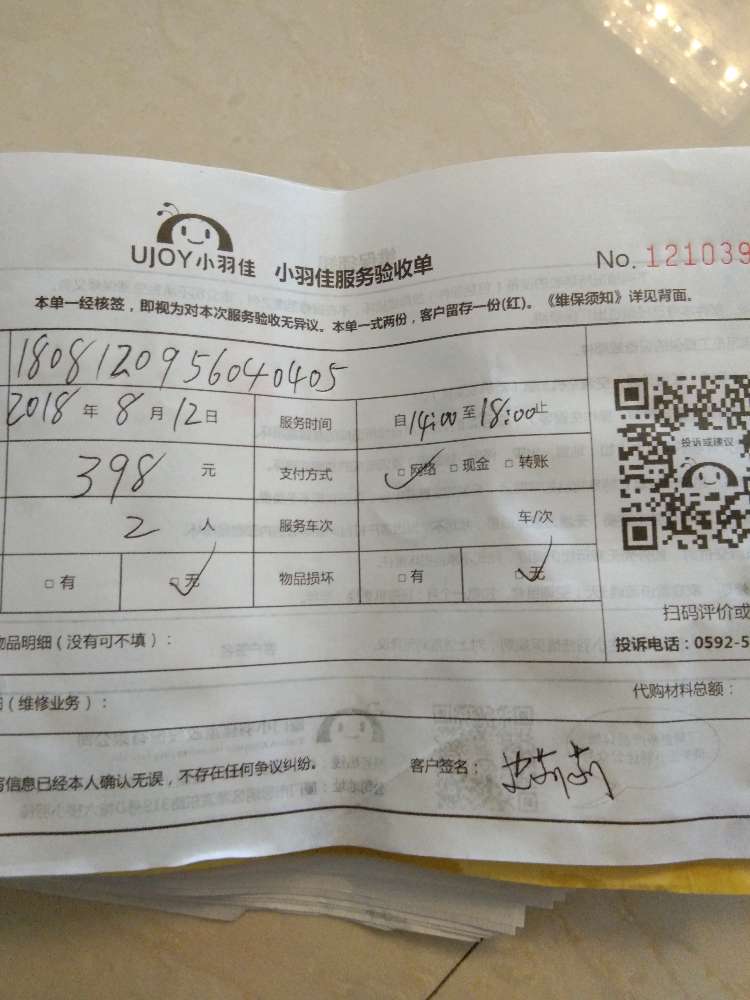 UJOY小羽佳 小羽佳服务验收单 No. 121039
本单一经核签，即视为对本次服务验收无异议。本单一式两份，客户留存一份(红)。《维保须知》详见背面。
1808120956040405
2018 年 8 月 12 日 服务时间 自 14:00 至 18:00 止
398 元 支付方式 □ 网络 □ 现金 □ 转账
投诉或建议
2 人 服务车次 车/次
□ 有 □ 无 物品损坏 □ 有 □ 无
扫码评价或
物品明细（没有可不填）： 投诉电话：0592-5
（维修业务）： 代购材料总额：
信息已经本人确认无误，不存在任何争议纠纷。 客户签名：史莉莉